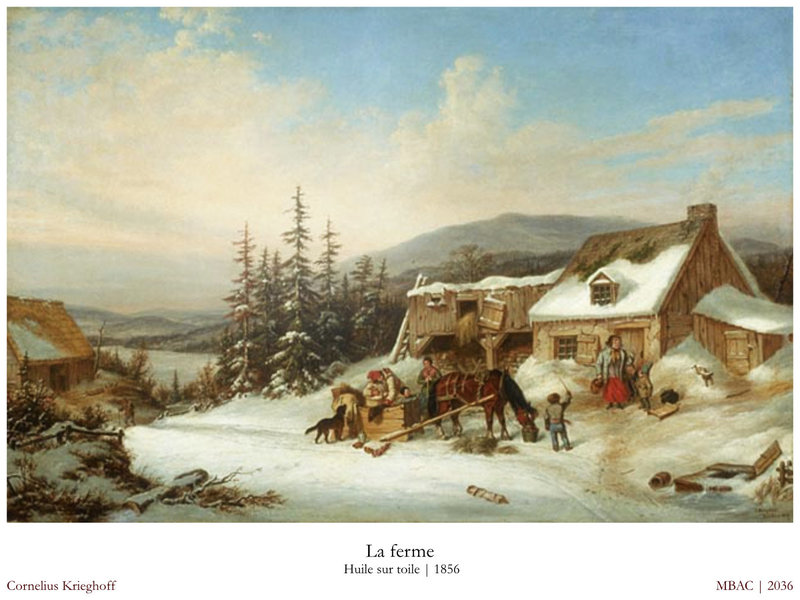 La ferme
Huile sur toile | 1856
Cornelius Krieghoff
MBAC | 2036